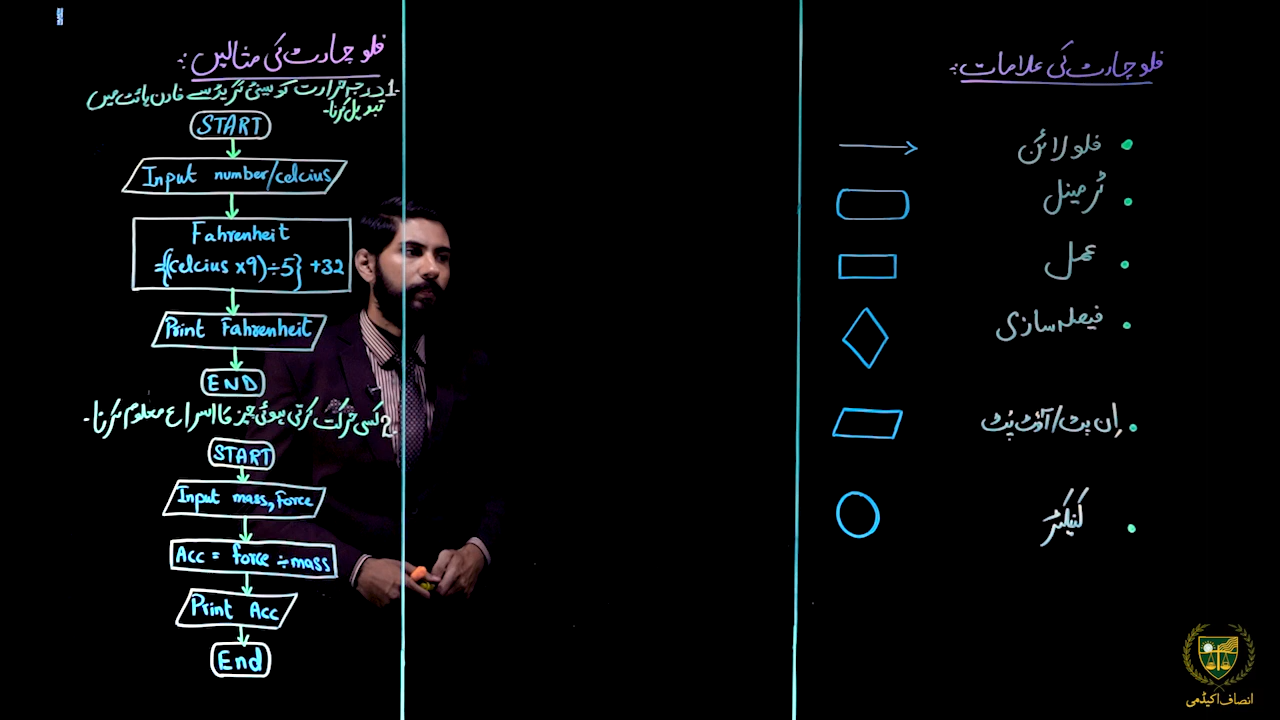 فلو چارٹ کی علامات:
فلو لائن
ٹرمینل
عمل
فیصلہ سازی
اِن پٹ/آؤٹ پُٹ
کنیکٹر
فلو چارٹ کی مثالیں:
1۔ درجہ حرارت کو سینٹی گریڈ سے فارن ہائٹ میں
تبدیل کرنا۔
START
Input number/celcius
Fahrenheit
={(celcius x9)÷5} +32
Print Fahrenheit
END
2۔ کسی حرکت کرتی ہوئی چیز کا اسراع معلوم کرنا۔
START
Input mass, Force
Acc = force ÷ mass
Print Acc
End
انصاف اکیڈمی